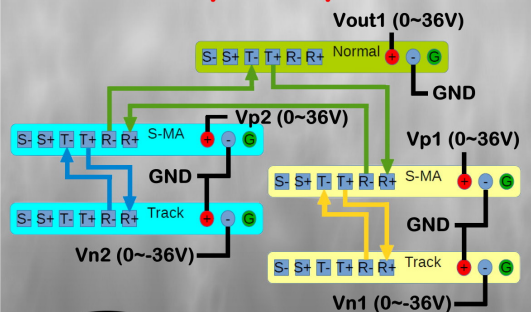 Vout1 (0~36V)
S- S+ T- T+ R- R+ Normal + - G
GND
Vp2 (0~36V)
S- S+ T- T+ R- R+ S-MA + - G
Vp1 (0~36V)
GND
S- S+ T- T+ R- R+ S-MA + - G
S- S+ T- T+ R- R+ Track + - G
GND
Vn2 (0~-36V)
S- S+ T- T+ R- R+ Track + - G
Vn1 (0~-36V)